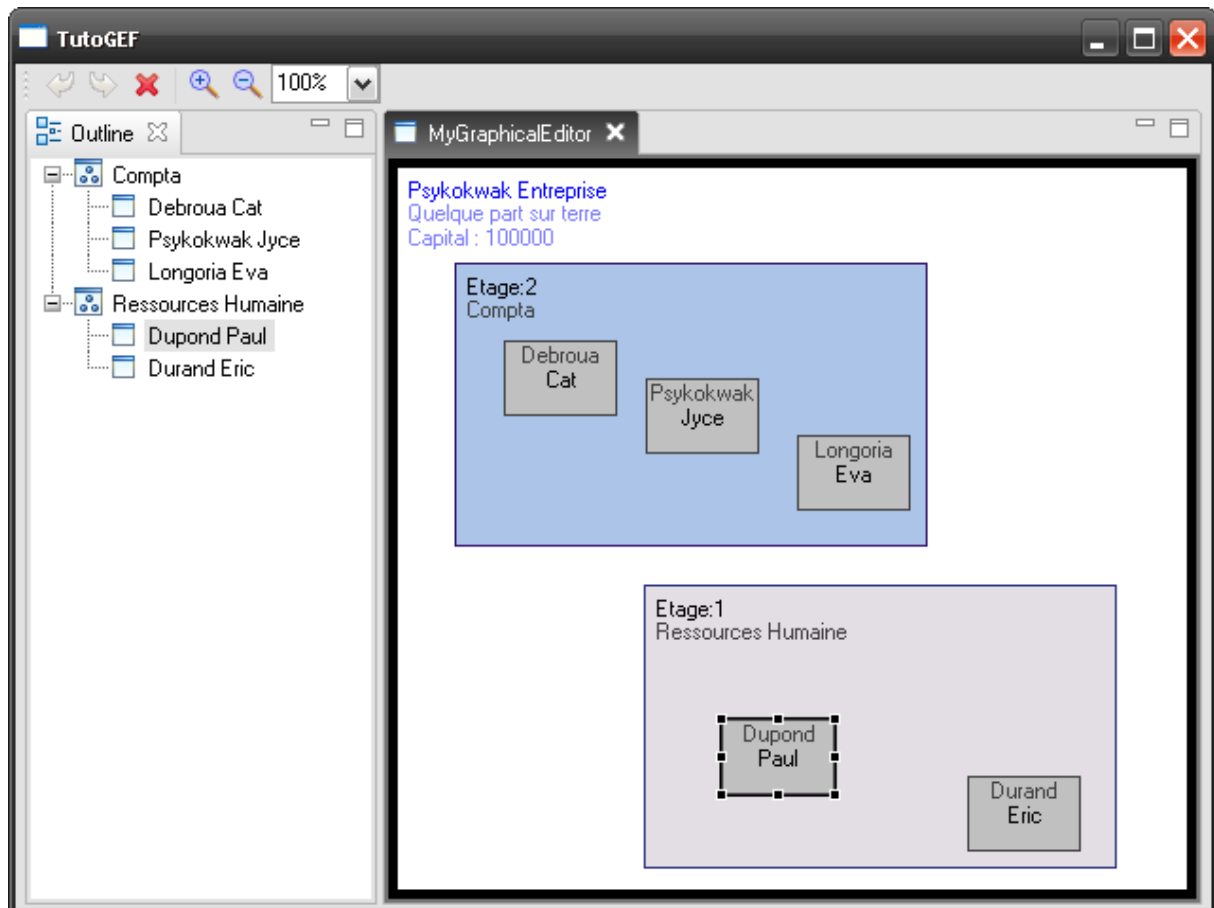 TutoGEF
100%
Outline
Compta
Debroua Cat
Psykokwak Jyce
Longoria Eva
Ressources Humaine
Dupond Paul
Durand Eric
MyGraphicalEditor
Psykokwak Entreprise
Quelque part sur terre
Capital : 100000
Etage:2
Compta
Debroua
Cat
Psykokwak
Jyce
Longoria
Eva
Etage:1
Ressources Humaine
Dupond
Paul
Durand
Eric